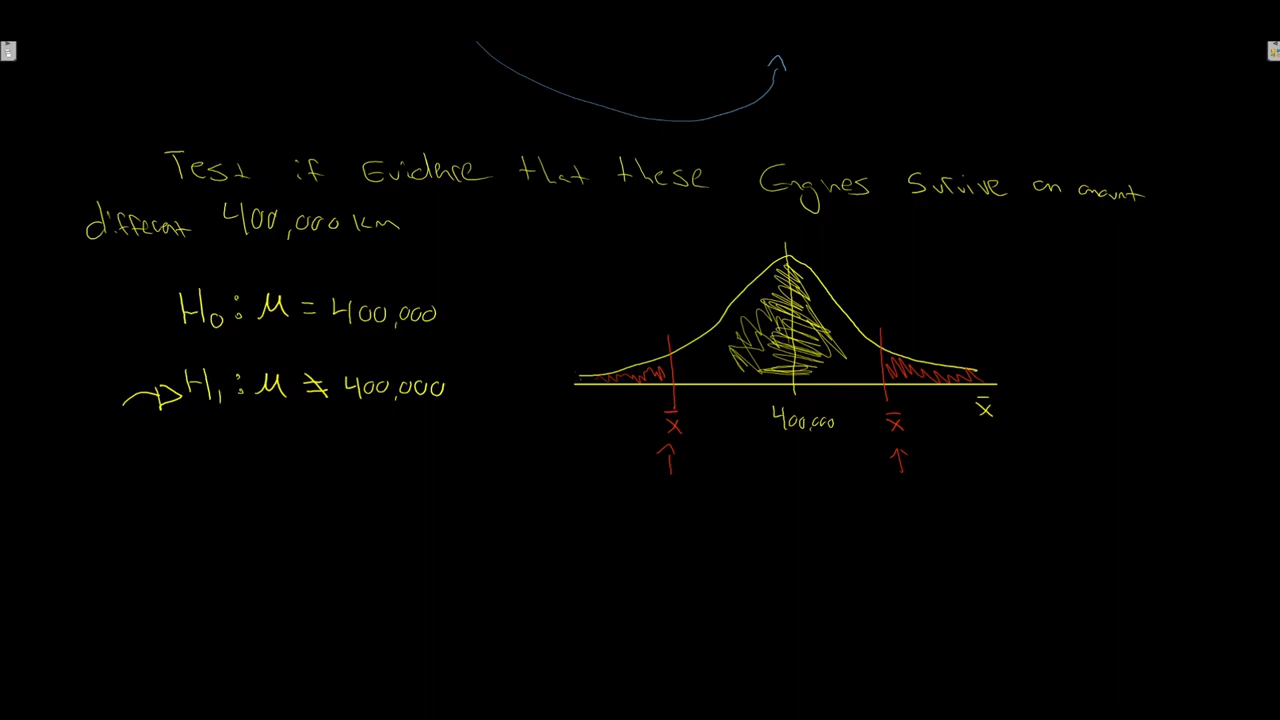 Test if Evidence that these Engines Survive an amount
different 400,000 km
H₀ : μ = 400,000
H₁ : μ ≠ 400,000
x̄ 400,000 x̄ x̄